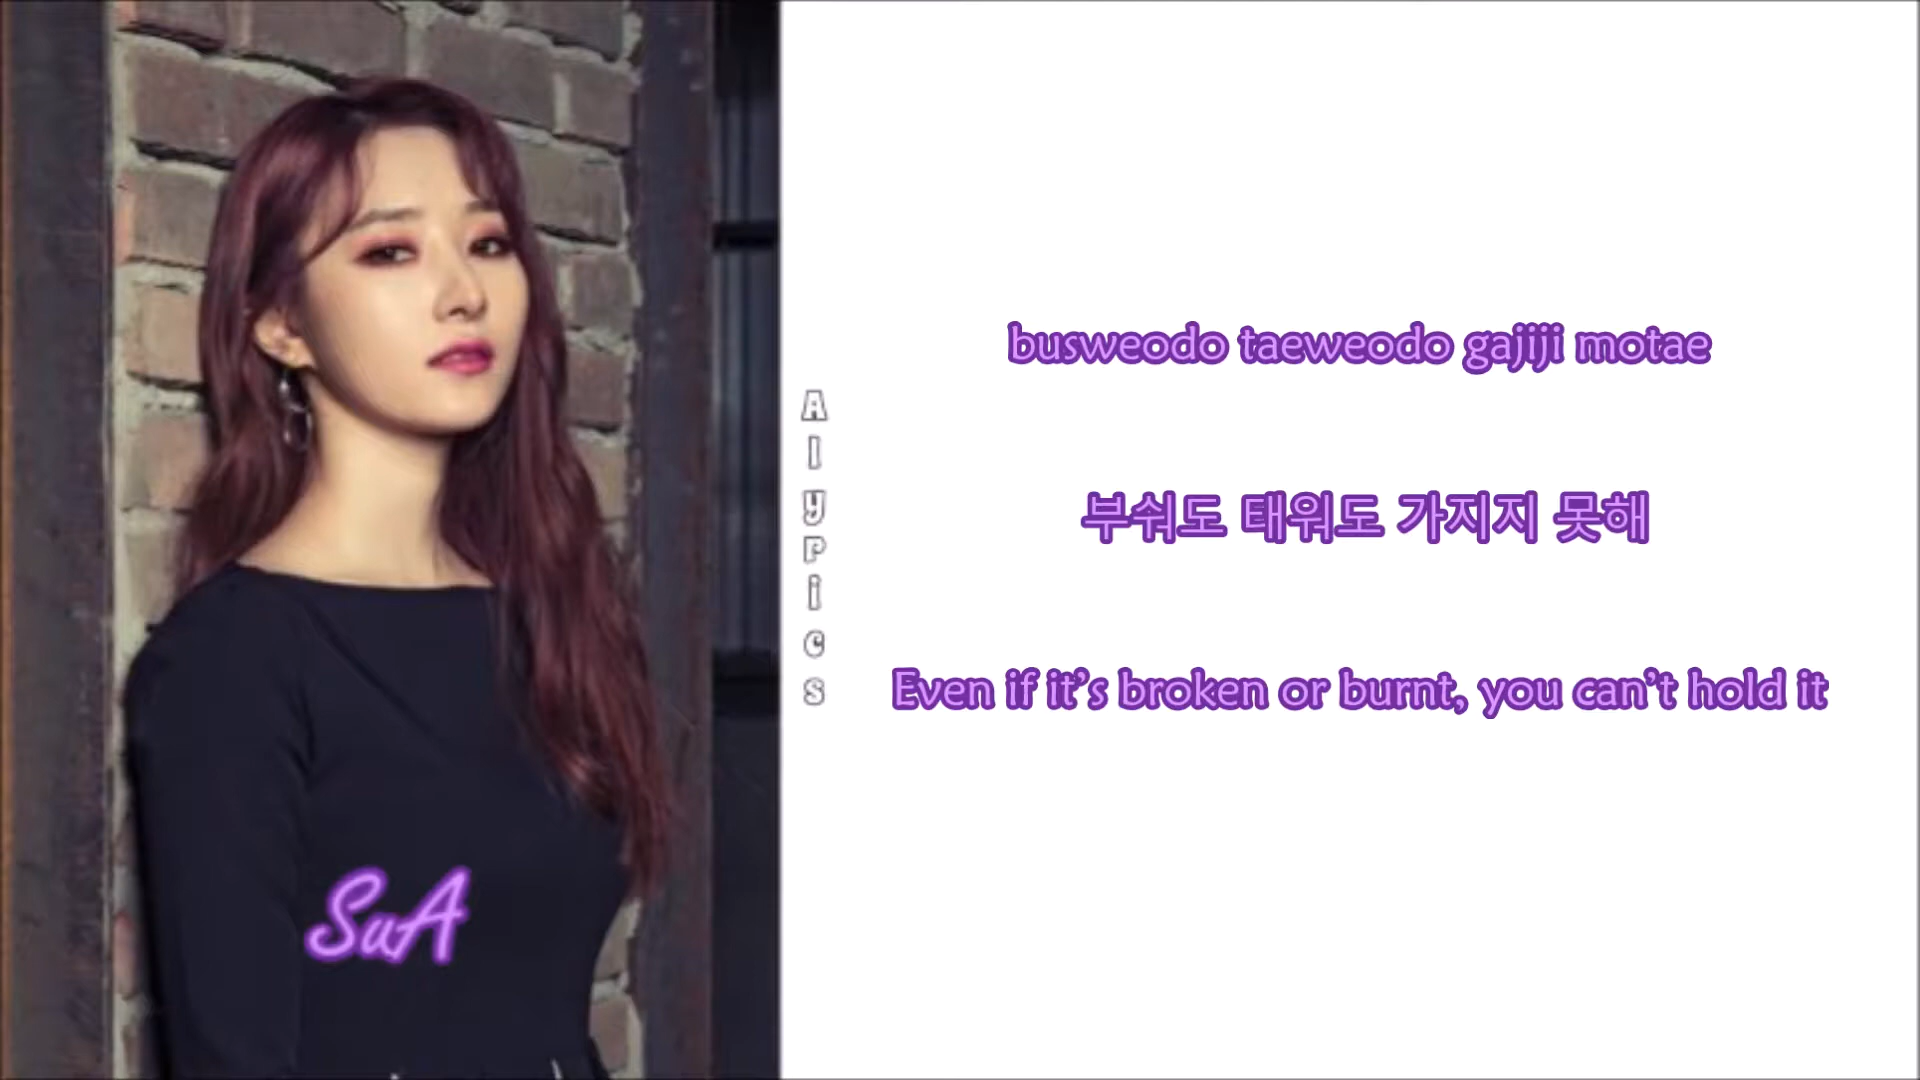 busweodo taeweodo gajiji motae
부숴도 태워도 가지지 못해
Even if it's broken or burnt, you can't hold it
Alypics
SuA